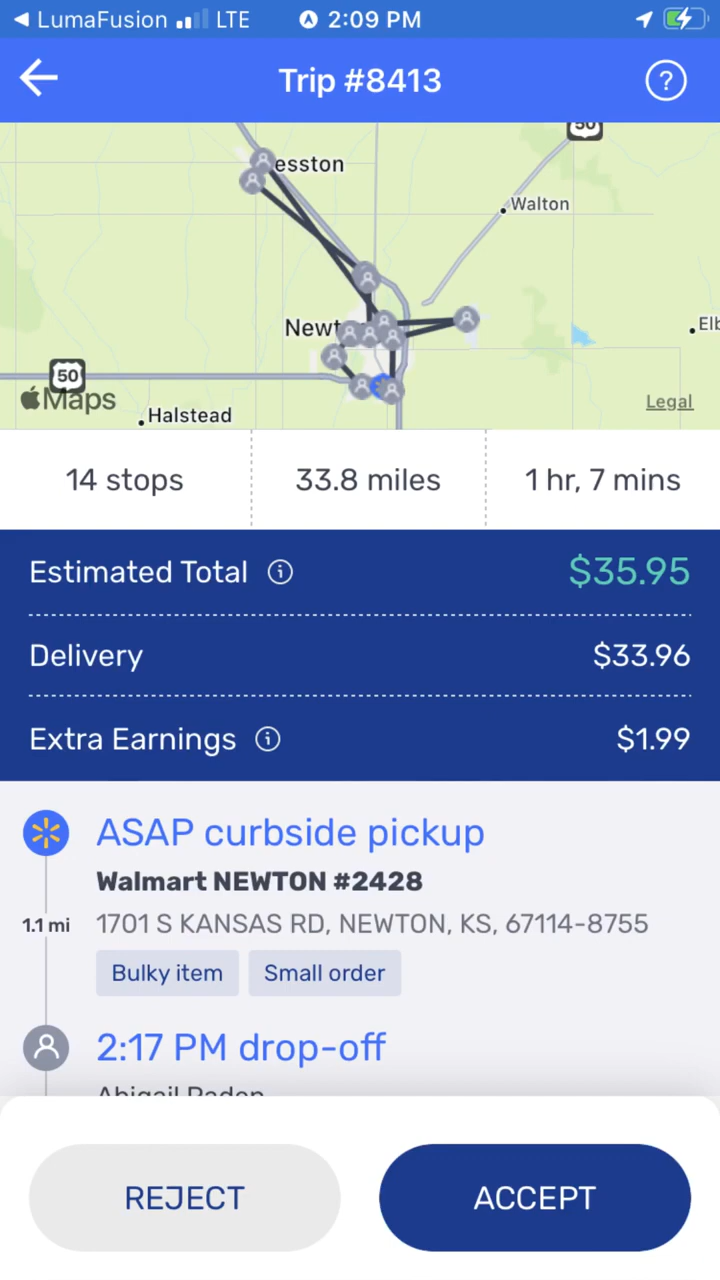 ◀ LumaFusion LTE 2:09 PM
Trip #8413 ?
50
esston
Walton
Newt
50
Maps
Halstead
Legal
14 stops 33.8 miles 1 hr, 7 mins
Estimated Total $35.95
Delivery $33.96
Extra Earnings $1.99
ASAP curbside pickup
Walmart NEWTON #2428
1.1 mi 1701 S KANSAS RD, NEWTON, KS, 67114-8755
Bulky item Small order
2:17 PM drop-off
REJECT ACCEPT